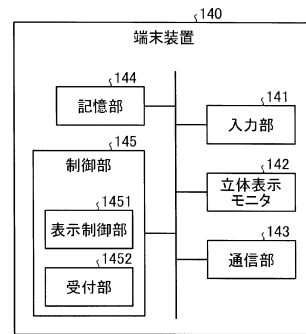 140
端末装置
144
記憶部
141
入力部
145
制御部
142
立体表示
モニタ
1451
表示制御部
143
通信部
1452
受付部